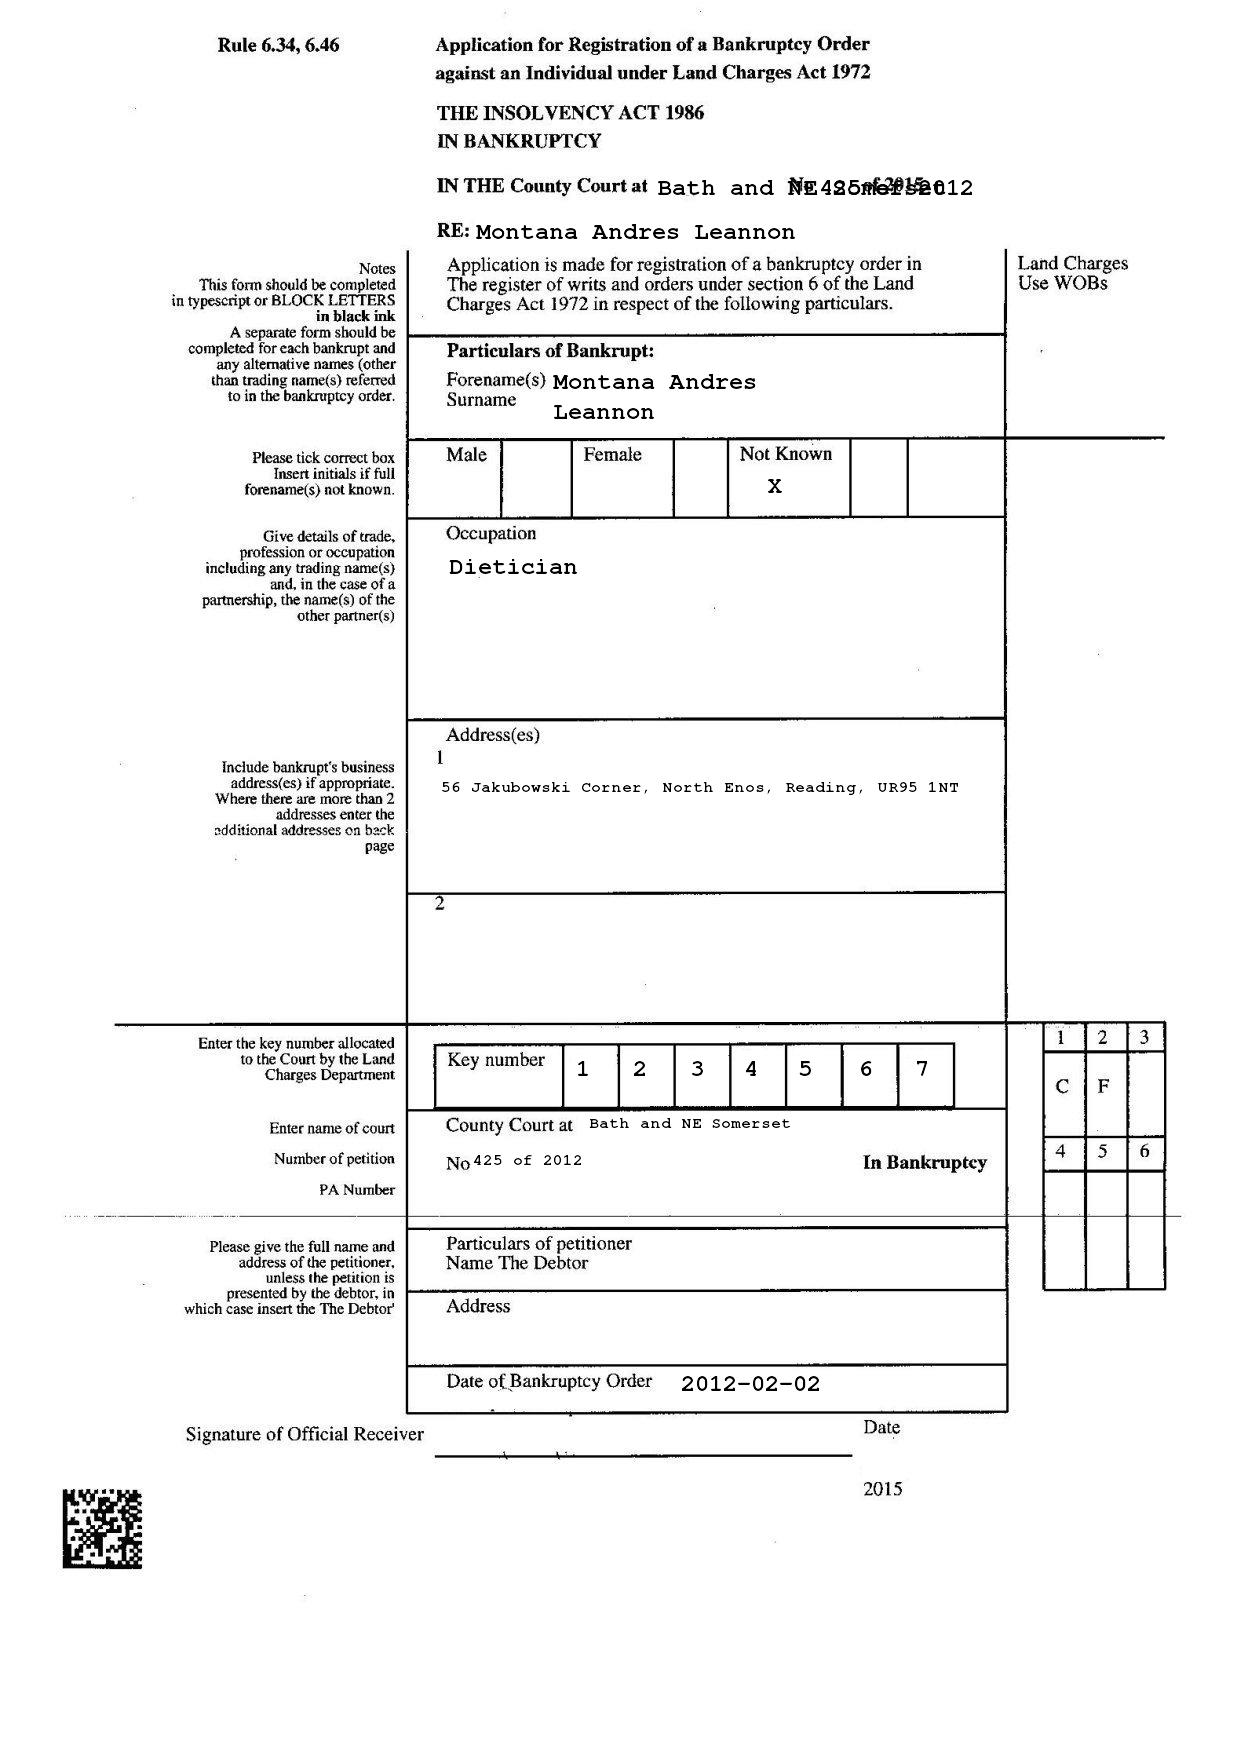 Rule 6.34, 6.46
Application for Registration of a Bankruptcy Order
against an Individual under Land Charges Act 1972
THE INSOLVENCY ACT 1986
IN BANKRUPTCY
IN THE County Court at Bath and NE
RE: Montana Andres Leannon
Notes
This form should be completed
in typescript or BLOCK LETTERS
in black ink
A separate form should be
completed for each bankrupt and
any alternative names (other
than trading name(s) referred
to in the bankruptcy order.
Application is made for registration of a bankruptcy order in
The register of writs and orders under section 6 of the Land
Charges Act 1972 in respect of the following particulars.
Land Charges
Use WOBs
Particulars of Bankrupt:
Forename(s) Montana Andres
Surname
Leannon
Please tick correct box
Insert initials if full
forename(s) not known.
Male
Female
Not Known
X
Give details of trade,
profession or occupation
including any trading name(s)
and, in the case of a
partnership, the name(s) of the
other partner(s)
Occupation
Dietician
Include bankrupt's business
address(es) if appropriate.
Where there are more than 2
addresses enter the
additional addresses on back
page
Address(es)
1
56 Jakubowski Corner, North Enos, Reading, UR95 1NT
2
Enter the key number allocated
to the Court by the Land
Charges Department
Key number 1 2 3 4 5 6 7
1 2 3
C F
4 5 6
Enter name of court
County Court at Bath and NE Somerset
Number of petition
No 425 of 2012
In Bankruptcy
PA Number
Please give the full name and
address of the petitioner,
unless the petition is
presented by the debtor, in
which case insert the The Debtor'
Particulars of petitioner
Name The Debtor
Address
Date of Bankruptcy Order 2012-02-02
Signature of Official Receiver
Date
2015